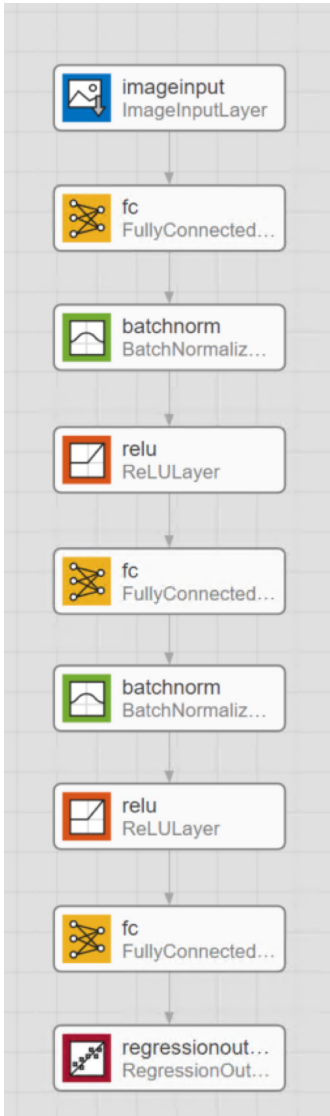 imageinput
ImageInputLayer
fc
FullyConnected...
batchnorm
BatchNormaliz...
relu
ReLULayer
fc
FullyConnected...
batchnorm
BatchNormaliz...
relu
ReLULayer
fc
FullyConnected...
regressionout...
RegressionOut...